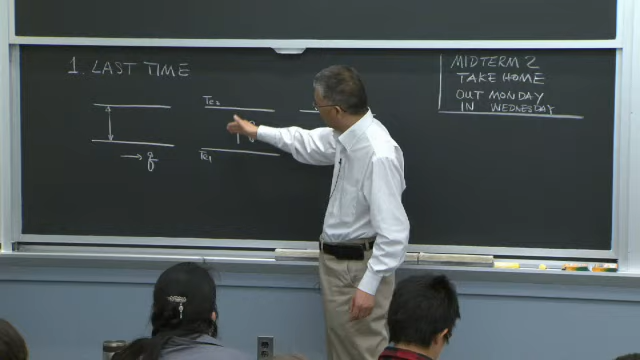 1. LAST TIME
MIDTERM 2
TAKE HOME
OUT MONDAY
IN WEDNESDAY